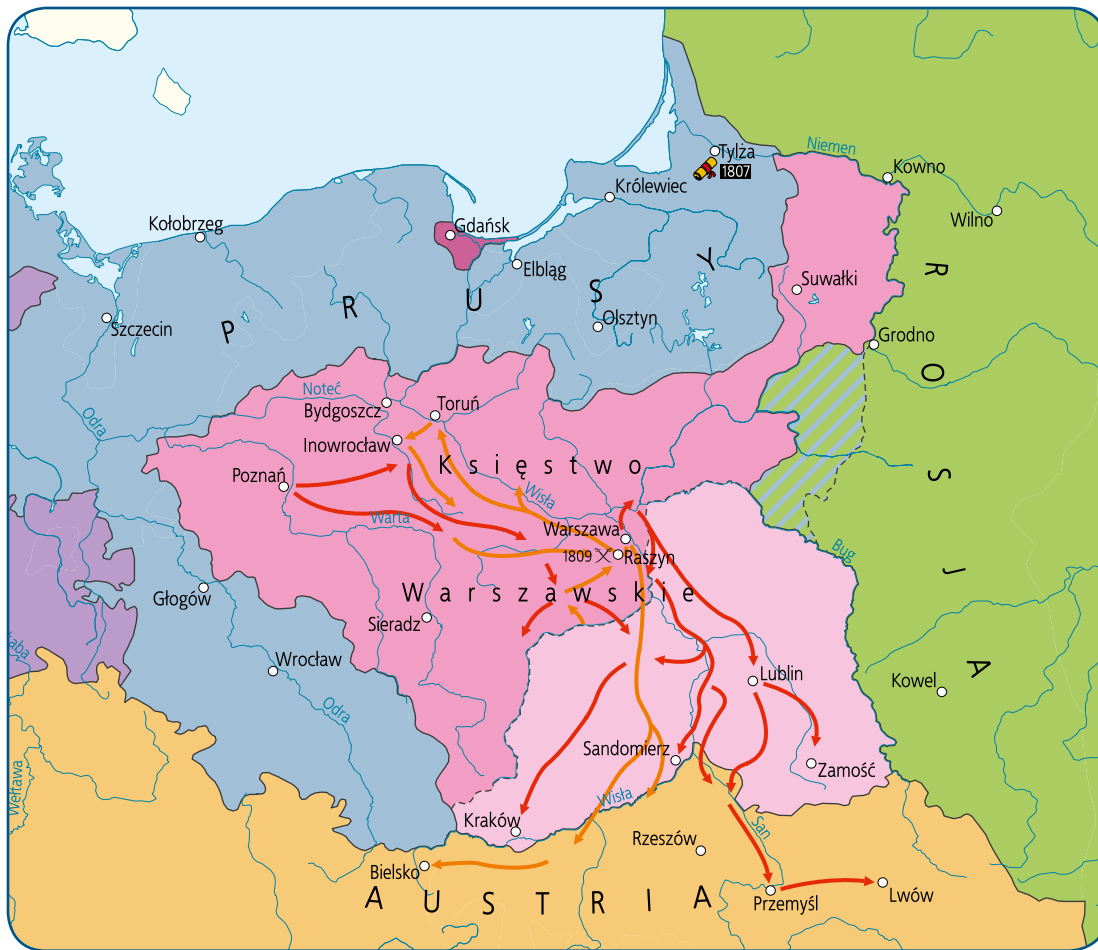 Niemen
Tylża
1807
Kowno
Królewiec
Wilno
Kołobrzeg
Gdańsk
Elbląg
Suwałki
Szczecin
Olsztyn
PRUSY
Grodno
ROSJA
Noteć
Bydgoszcz
Toruń
Odra
Inowrocław
Księstwo
Poznań
Wisła
Warta
Warszawa
1809
Raszyn
Bug
Głogów
Warszawskie
Sieradz
Wrocław
Lublin
Kowel
Odra
Sandomierz
Zamość
Wełtawa
Wisła
Kraków
San
Rzeszów
Bielsko
AUSTRIA
Przemyśl
Lwów